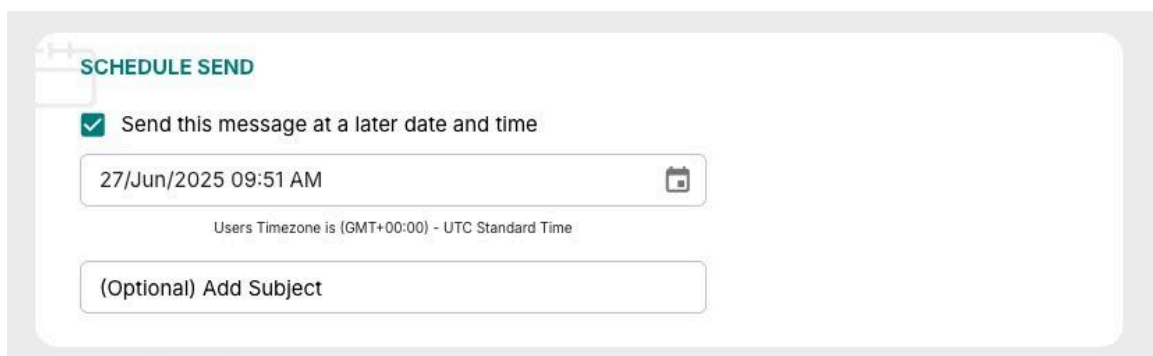 SCHEDULE SEND
Send this message at a later date and time
27/Jun/2025 09:51 AM
Users Timezone is (GMT+00:00) - UTC Standard Time
(Optional) Add Subject